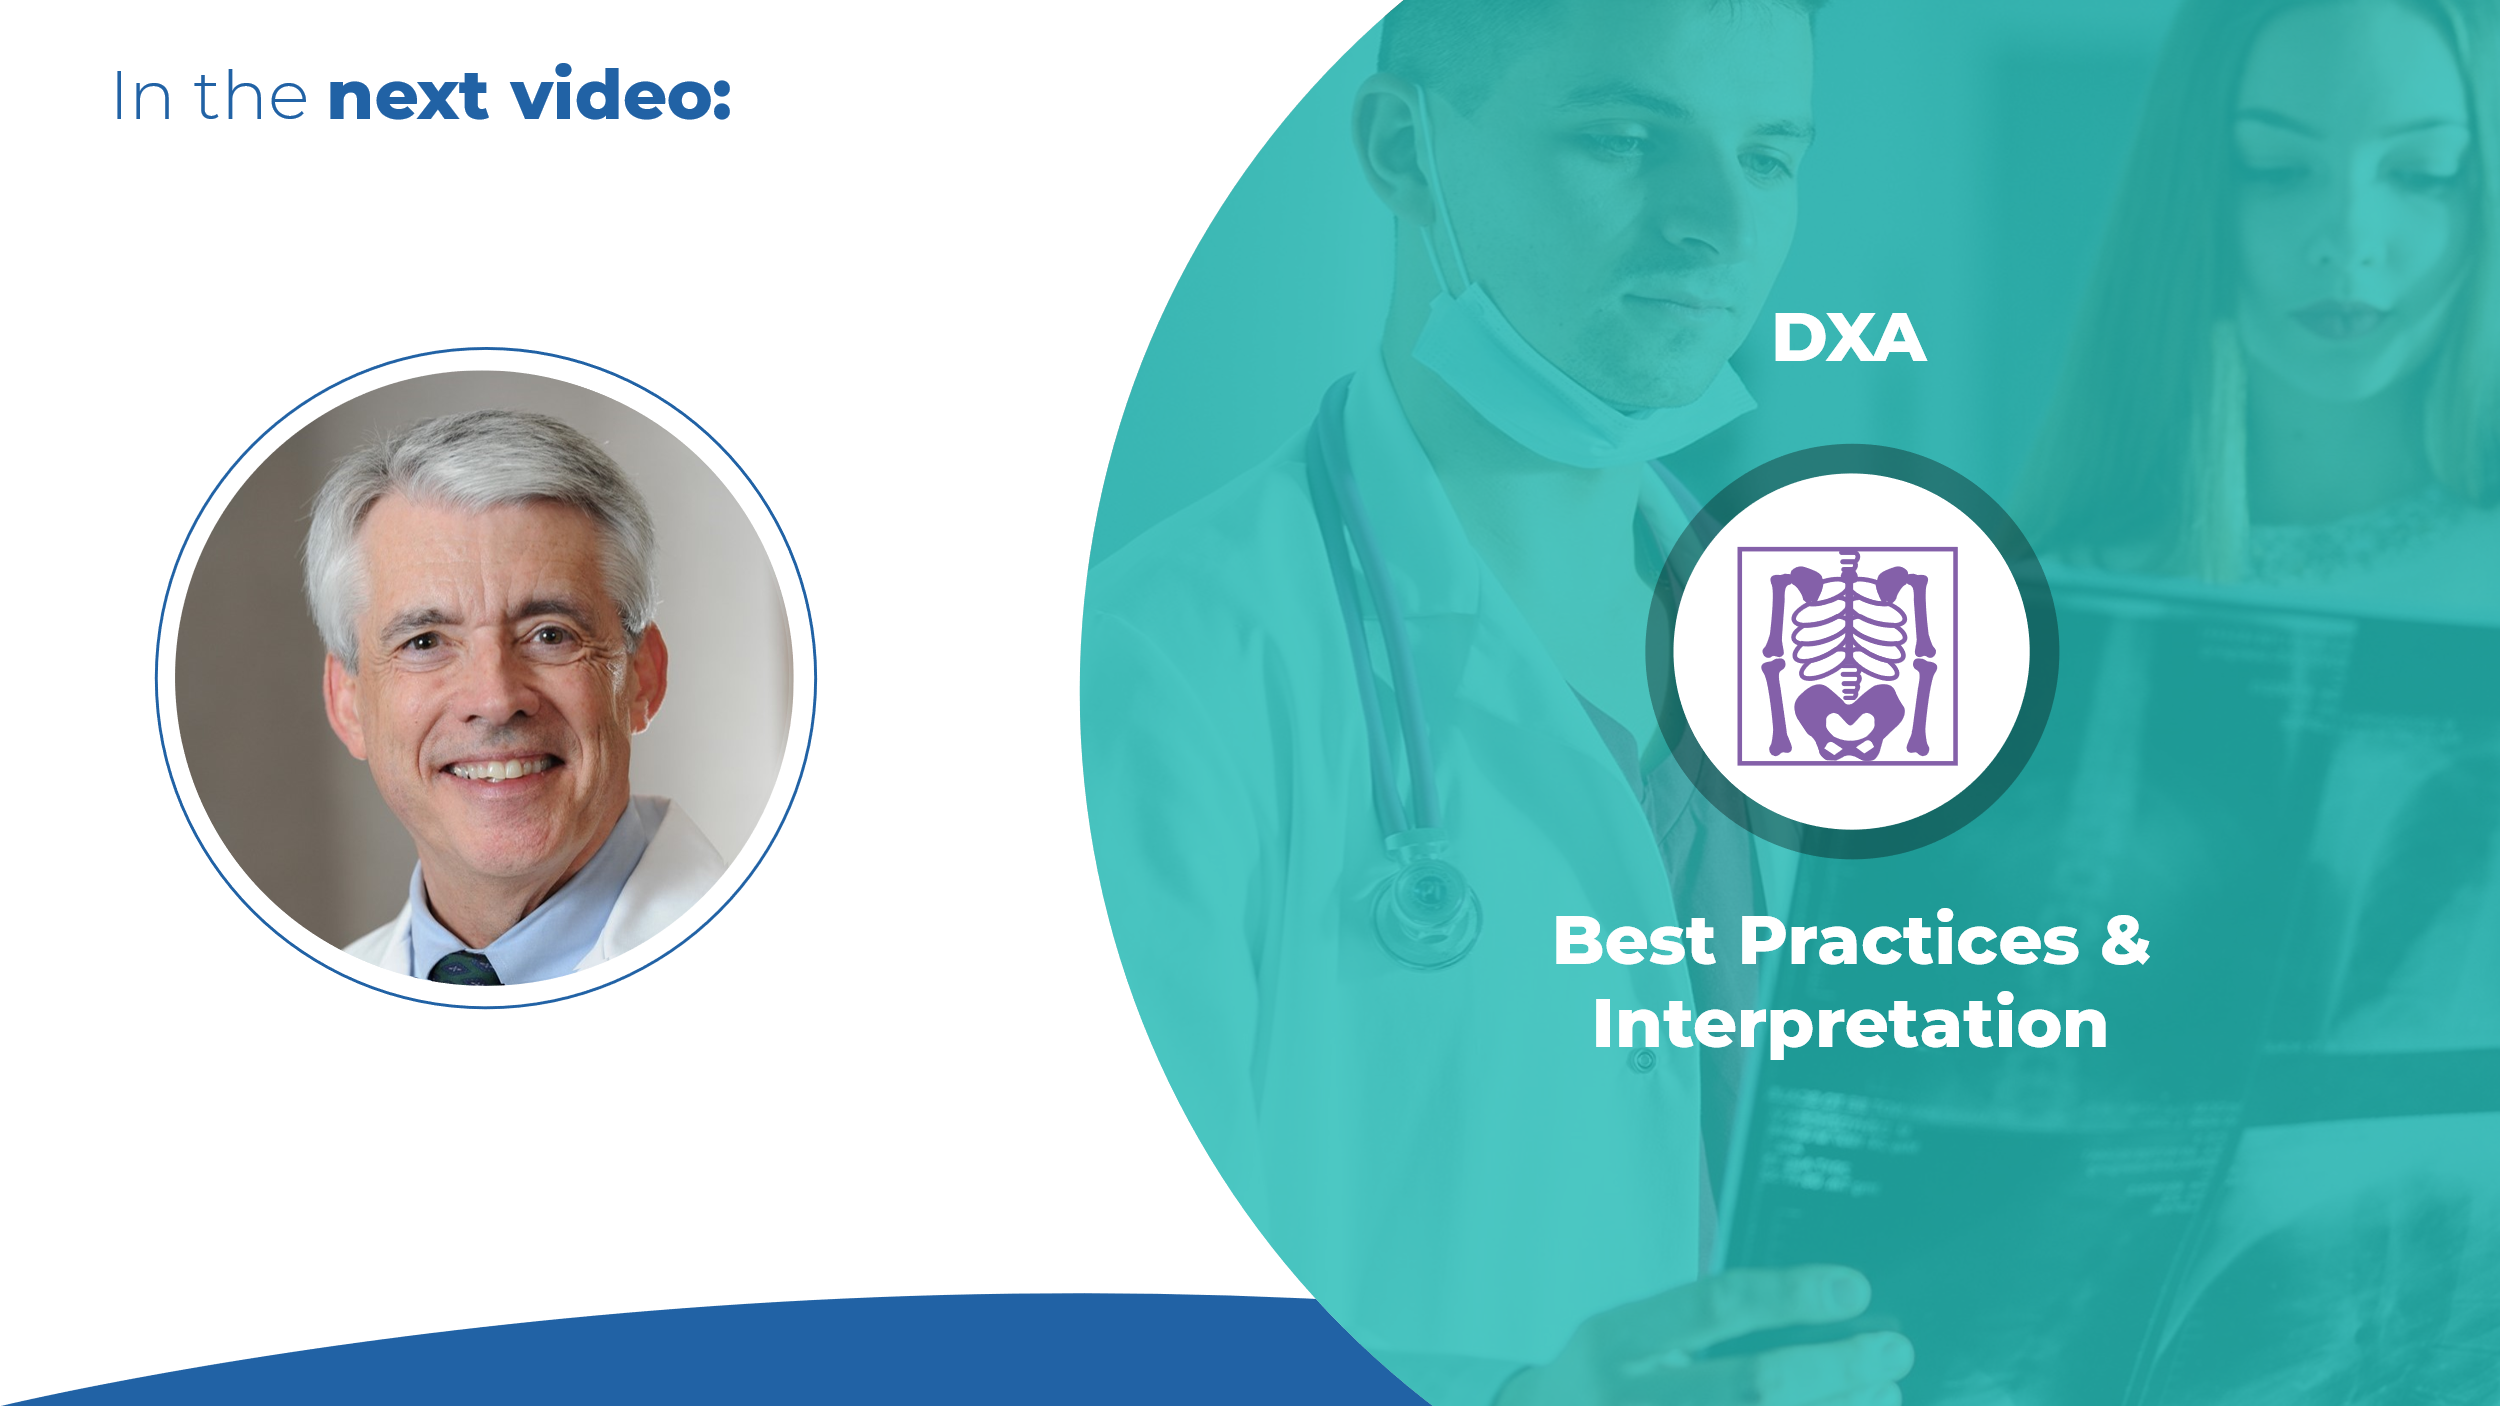 In the next video:
DXA
Best Practices &
Interpretation